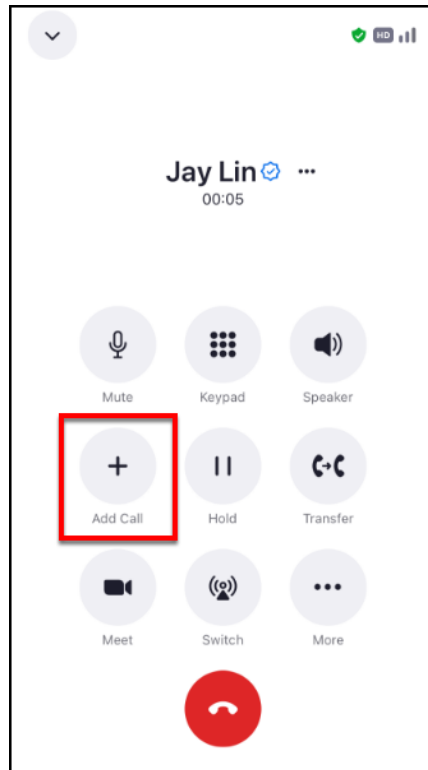 HD
Jay Lin
00:05
Mute Keypad Speaker
Add Call Hold Transfer
Meet Switch More